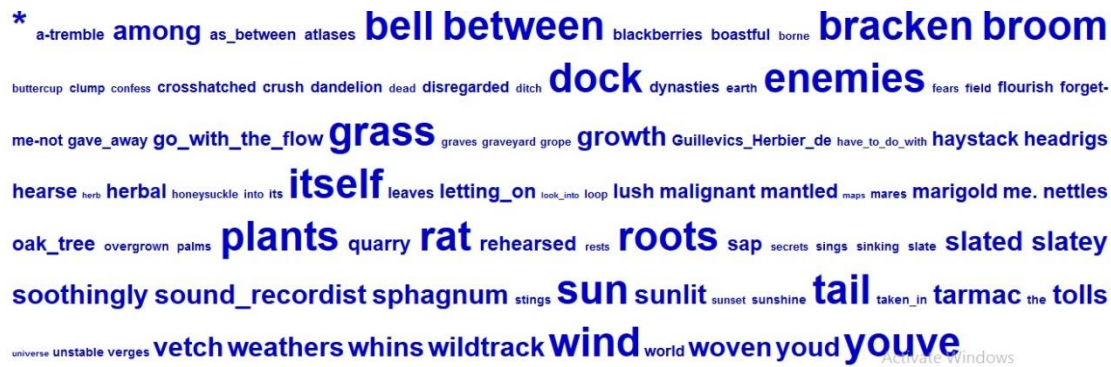 * a-tremble among as_between atlases bell between blackberries boastful borne bracken broom
buttercup clump confess crosshatched crush dandelion dead disregarded ditch dock dynasties earth enemies fears field flourish forget-
me-not gave_away go_with_the_flow grass graves graveyard grope growth Guillevics_Herbier_de have_to_do_with haystack headrigs
hearse herb herbal honeysuckle into its itself leaves letting_on look_into loop lush malignant mantled maps mares marigold me. nettles
oak_tree overgrown palms plants quarry rat rehearsed rests roots sap secrets sings sinking slate slated slatey
soothingly sound_recordist sphagnum stings sun sunlit sunset sunshine tail taken_in tarmac the tolls
universe unstable verges vetch weathers whins wildtrack wind world woven youd youve
Activate Windows